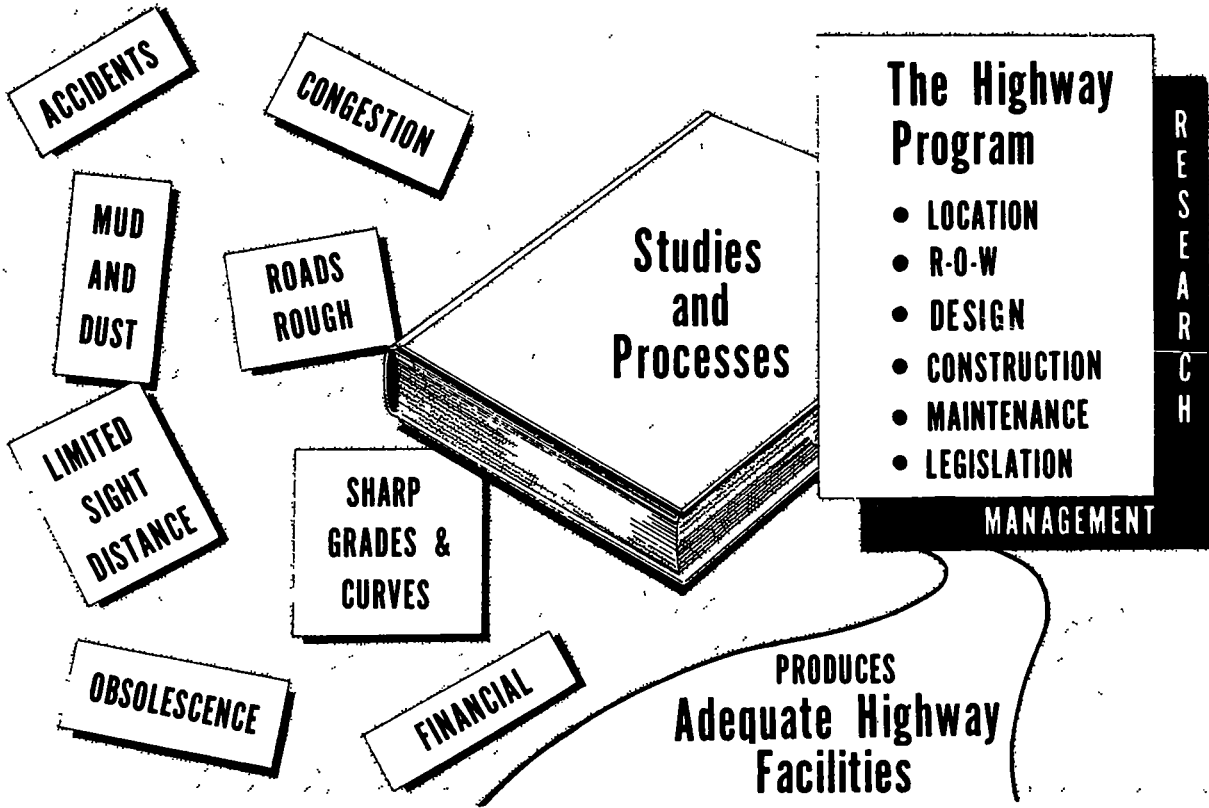 ACCIDENTS
CONGESTION
MUD
AND
DUST
ROADS
ROUGH
LIMITED
SIGHT
DISTANCE
SHARP
GRADES &
CURVES
OBSOLESCENCE
FINANCIAL
Studies
and
Processes
The Highway
Program
• LOCATION
• R-O-W
• DESIGN
• CONSTRUCTION
• MAINTENANCE
• LEGISLATION
RESEARCH
MANAGEMENT
PRODUCES
Adequate Highway
Facilities